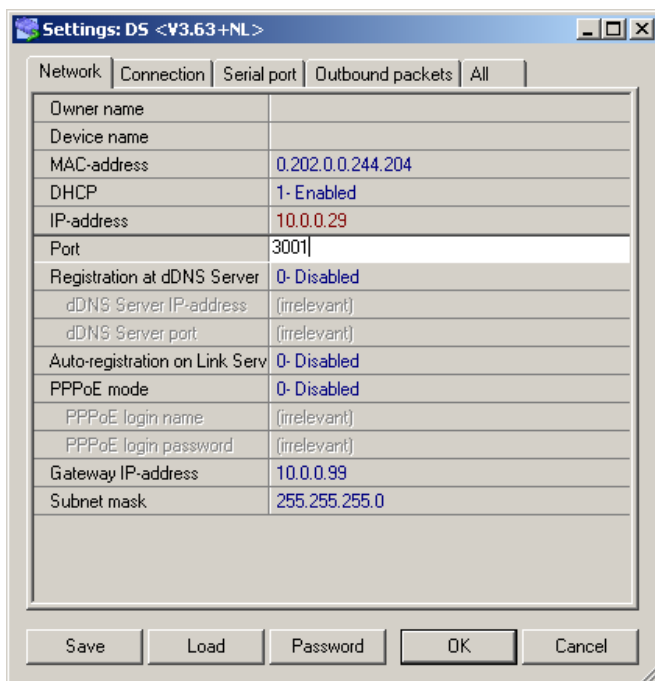 Settings: DS <V3.63+NL>
Network Connection Serial port Outbound packets All
Owner name
Device name
MAC-address 0.202.0.0.244.204
DHCP 1- Enabled
IP-address 10.0.0.29
Port 3001
Registration at dDNS Server 0- Disabled
dDNS Server IP-address (irrelevant)
dDNS Server port (irrelevant)
Auto-registration on Link Serv 0- Disabled
PPPoE mode 0- Disabled
PPPoE login name (irrelevant)
PPPoE login password (irrelevant)
Gateway IP-address 10.0.0.99
Subnet mask 255.255.255.0
Save Load Password OK Cancel